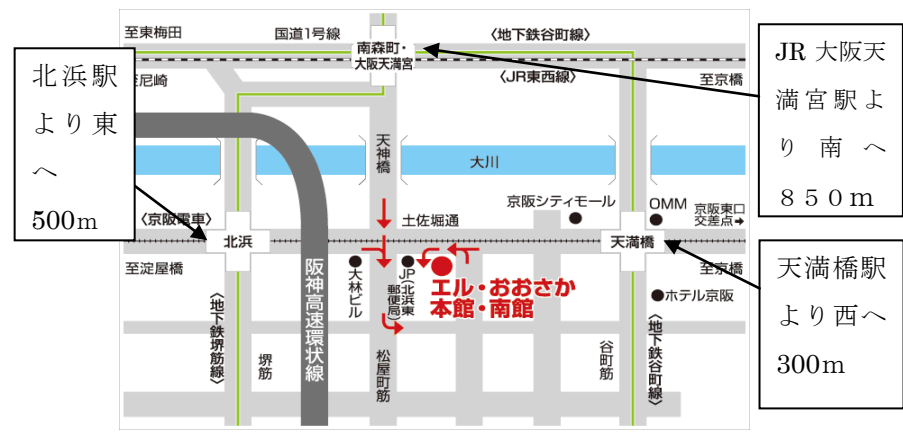 北浜駅
より東
へ
500m
JR 大阪天
満宮駅よ
り南へ
850m
天満橋駅
より西へ
300m
至東梅田
国道1号線
〈地下鉄谷町線〉
南森町・
大阪天満宮
〈JR東西線〉
至尼崎
至京橋
天神橋
大川
京阪シティモール
OMM
京阪東口
交差点➡
〈京阪電車〉
土佐堀通
北浜
天満橋
至淀屋橋
至京橋
大林ビル
JP(北浜東
郵便局)
エル・おおさか
本館・南館
ホテル京阪
阪神高速環状線
〈地下鉄堺筋線〉
堺筋
松屋町筋
谷町筋
〈地下鉄谷町線〉